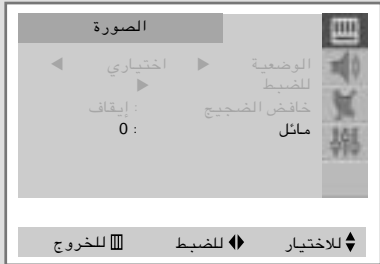 الصورة
الوضعية ◀ اختياري ▶
للضبط ◀
خافض الضجيج : إيقاف
مائل : 0
للاختيار للضبط للخروج